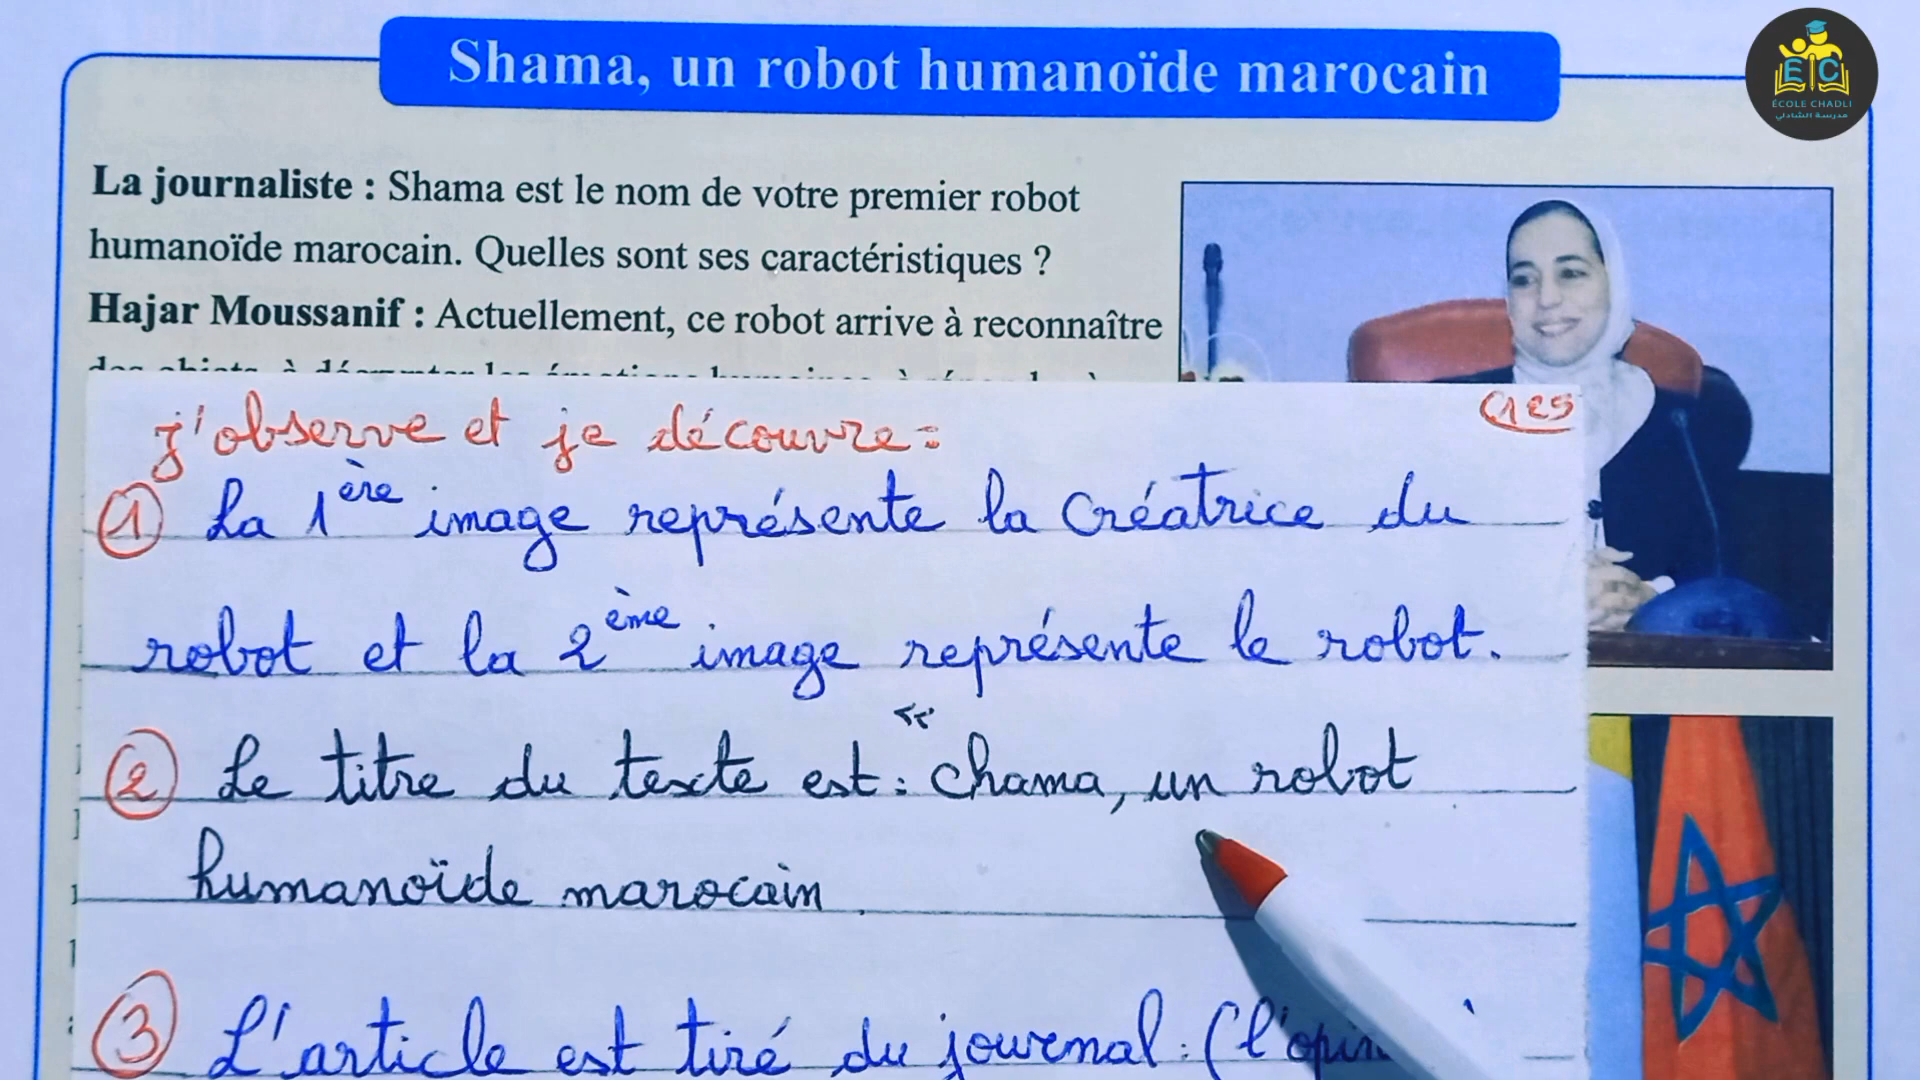 Shama, un robot humanoïde marocain
ÉCOLE CHADLI
مدرسة الشادلي
La journaliste : Shama est le nom de votre premier robot
humanoïde marocain. Quelles sont ses caractéristiques ?
Hajar Moussanif : Actuellement, ce robot arrive à reconnaître
j'observe et je découvre :
① La 1ère image représente la créatrice du
robot et la 2ème image représente le robot.
② Le titre du texte est : « Chama, un robot
humanoïde marocain
③ L'article est tiré du journal : (l'opin